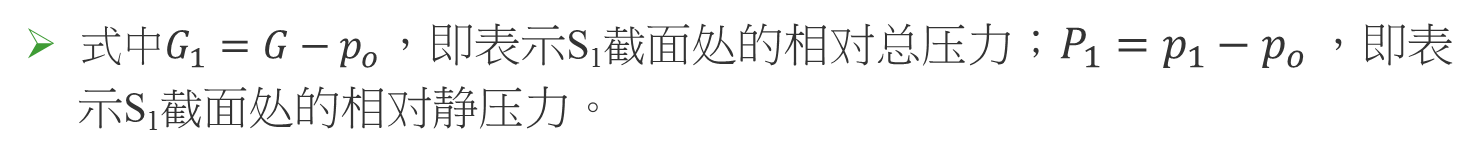 ➢ 式中G₁ = G − pₒ，即表示S₁截面处的相对总压力；P₁ = p₁ − pₒ ，即表
示S₁截面处的相对静压力。